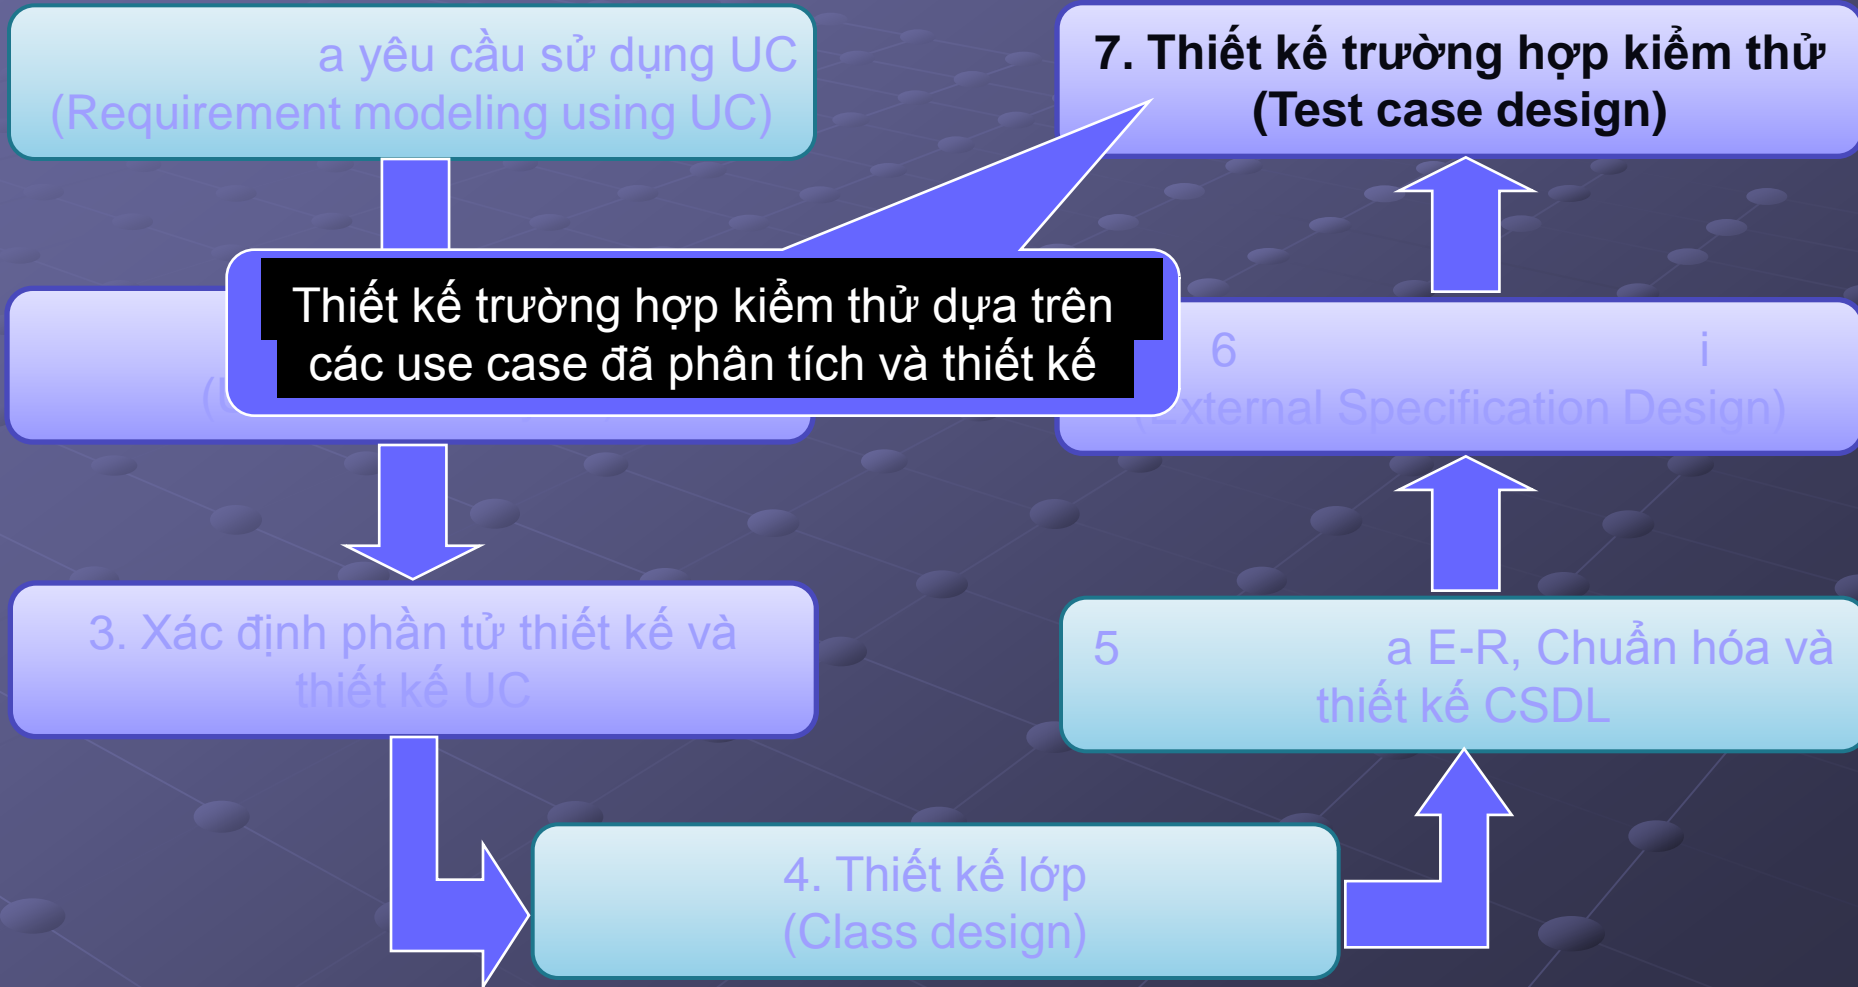 a yêu cầu sử dụng UC
(Requirement modeling using UC)
Thiết kế trường hợp kiểm thử dựa trên
các use case đã phân tích và thiết kế
3. Xác định phần tử thiết kế và
thiết kế UC
4. Thiết kế lớp
(Class design)
5 a E-R, Chuẩn hóa và
thiết kế CSDL
6 i
(External Specification Design)
7. Thiết kế trường hợp kiểm thử
(Test case design)